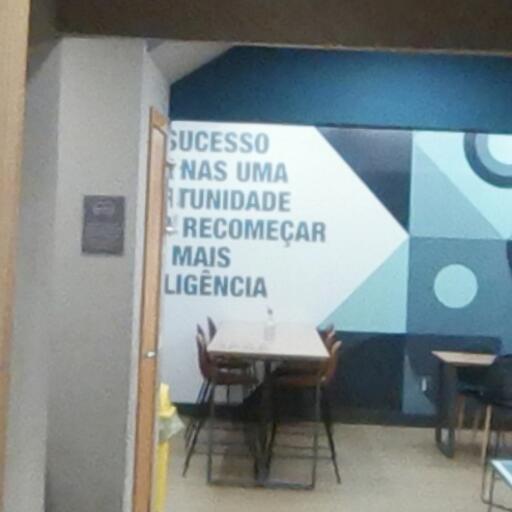 SUCESSO
NAS UMA
TUNIDADE
RECOMEÇAR
MAIS
LIGÊNCIA